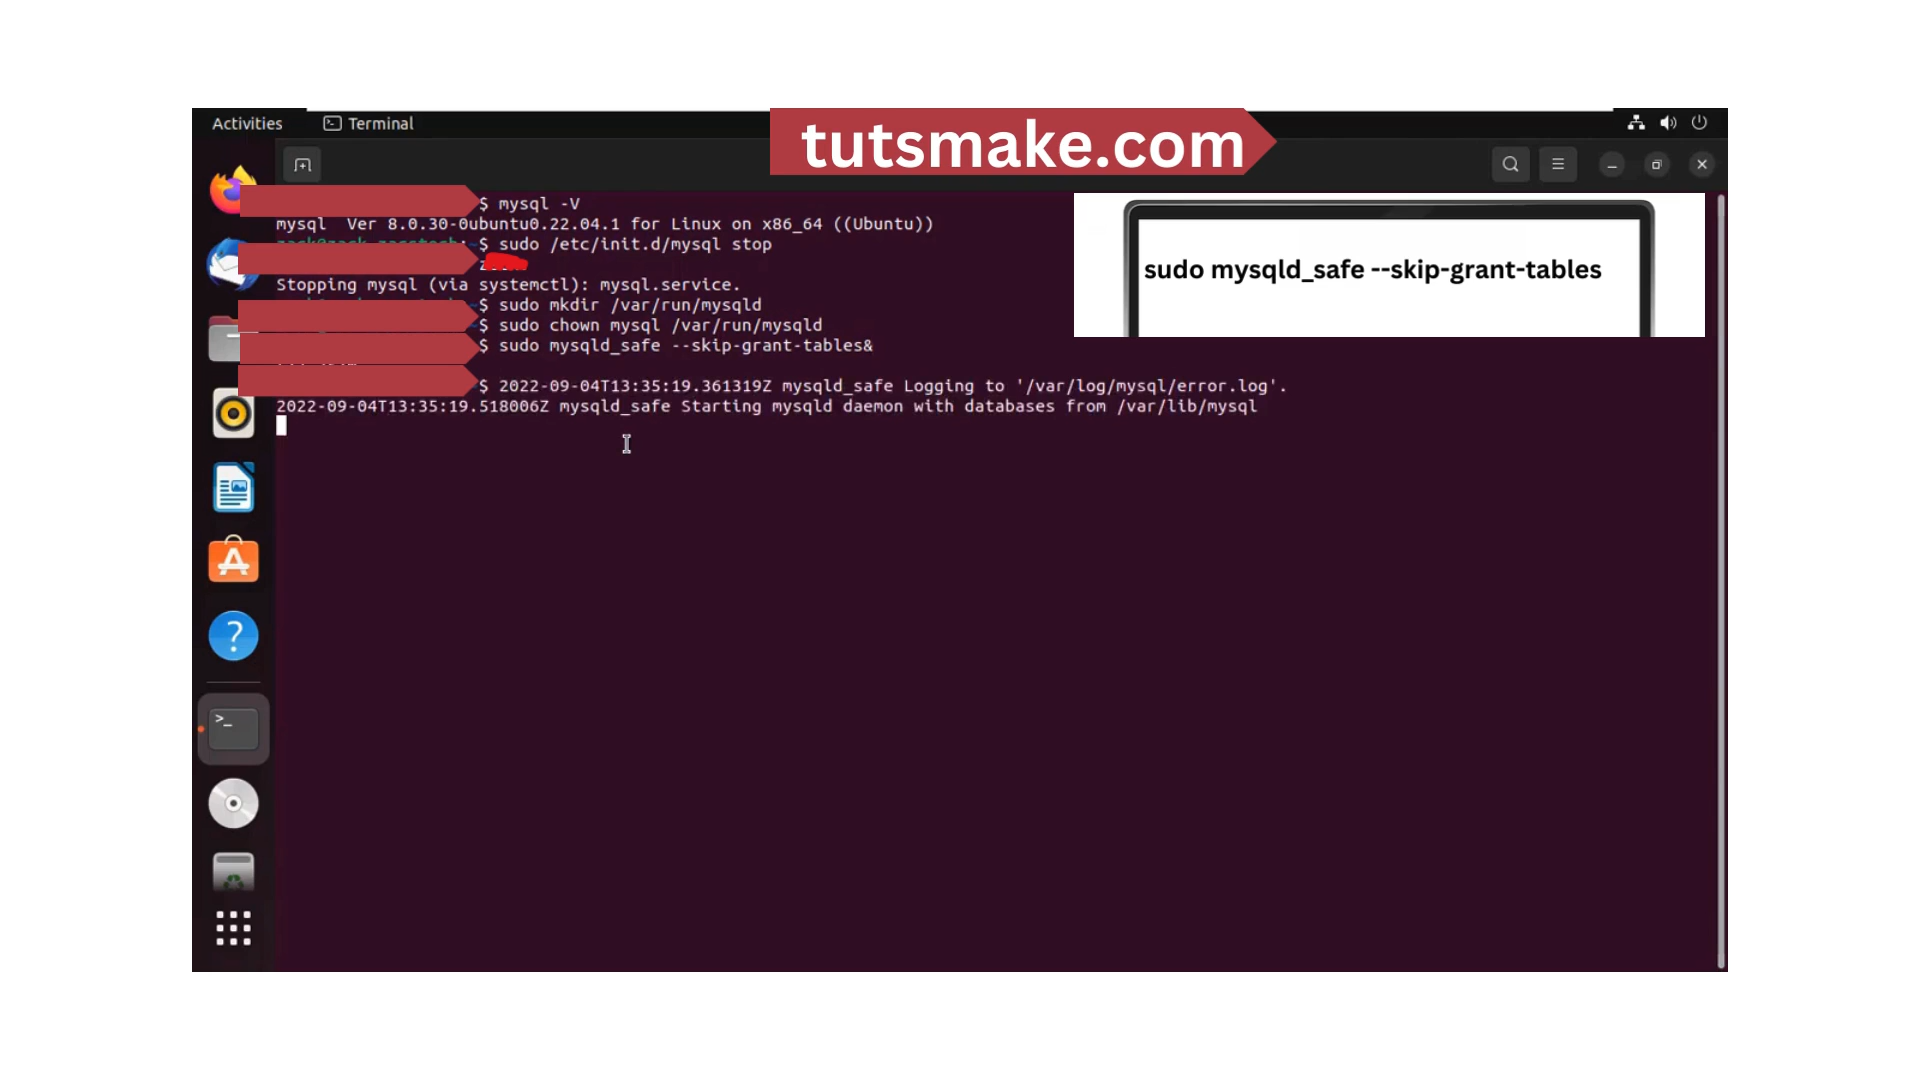 Activities
Terminal
tutsmake.com
$ mysql -V
mysql Ver 8.0.30-0ubuntu0.22.04.1 for Linux on x86_64 ((Ubuntu))
$ sudo /etc/init.d/mysql stop
Stopping mysql (via systemctl): mysql.service.
$ sudo mkdir /var/run/mysqld
$ sudo chown mysql /var/run/mysqld
$ sudo mysqld_safe --skip-grant-tables&
$ 2022-09-04T13:35:19.361319Z mysqld_safe Logging to '/var/log/mysql/error.log'.
2022-09-04T13:35:19.518006Z mysqld_safe Starting mysqld daemon with databases from /var/lib/mysql
sudo mysqld_safe --skip-grant-tables